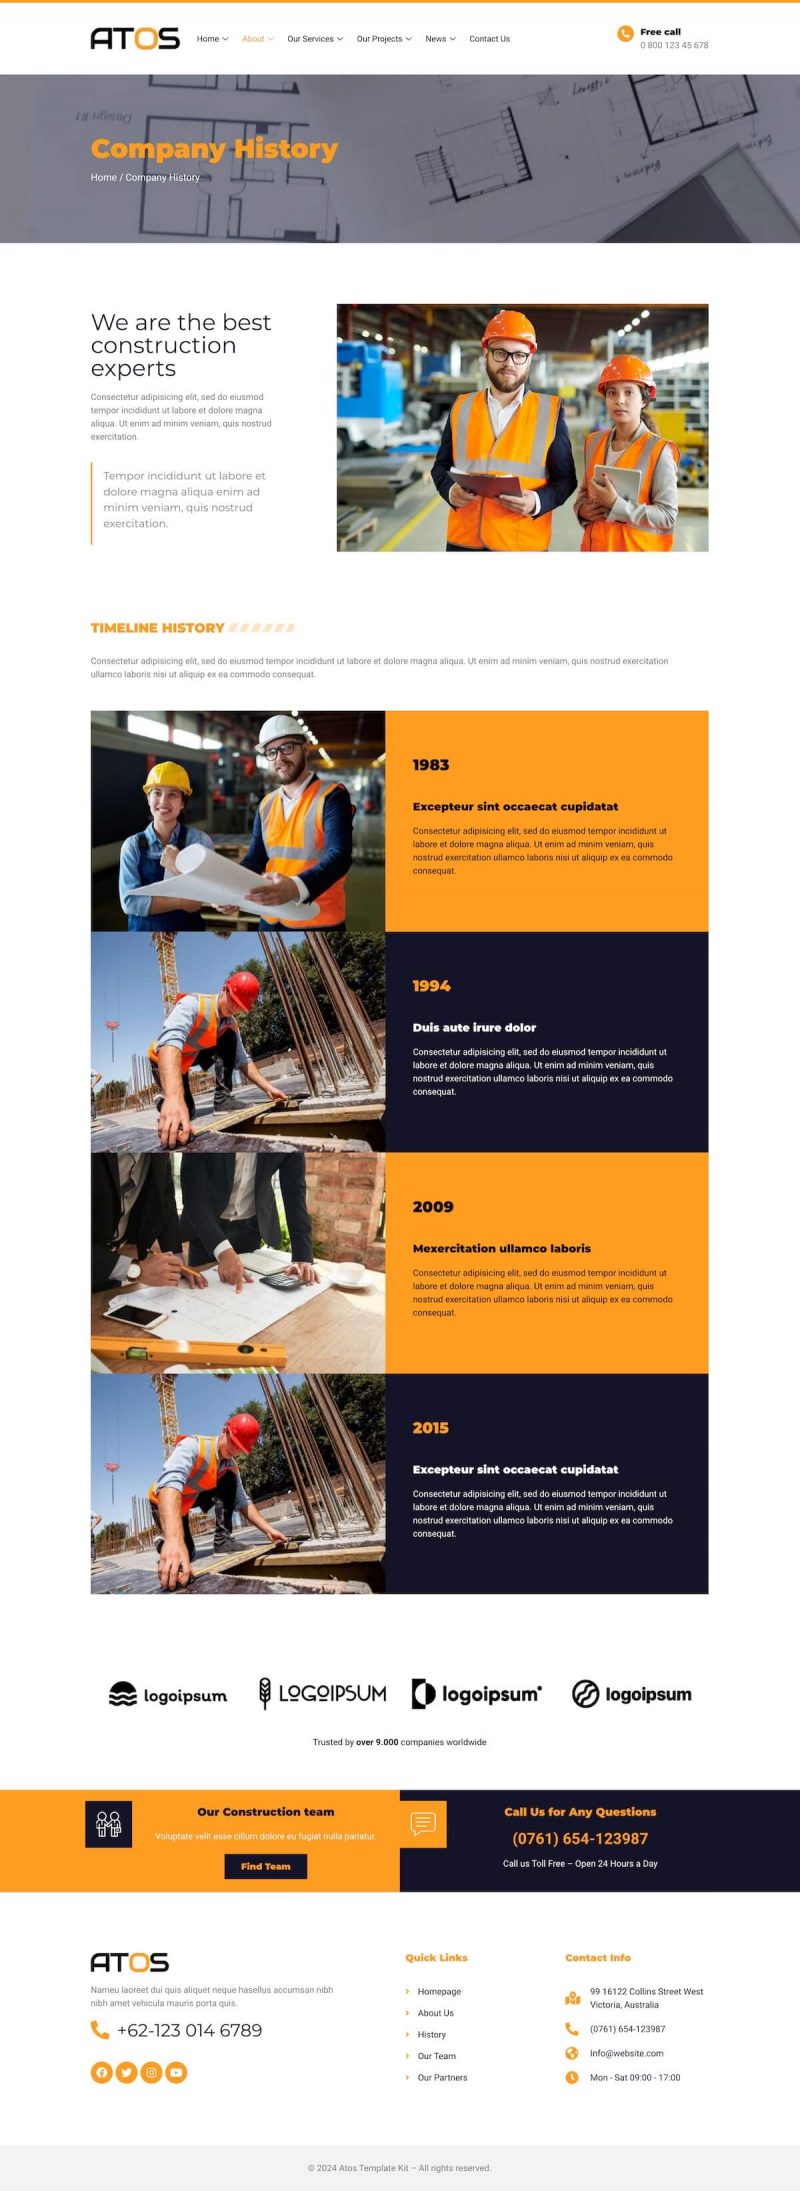 ATOS
Home
About
Our Services
Our Projects
News
Contact Us
Free call
0 800 123 45 678
Design #1
Company History
Home / Company History
We are the best
construction
experts
Consectetur adipisicing elit, sed do eiusmod
tempor incididunt ut labore et dolore magna
aliqua. Ut enim ad minim veniam, quis nostrud
exercitation.
Tempor incididunt ut labore et
dolore magna aliqua enim ad
minim veniam, quis nostrud
exercitation.
TIMELINE HISTORY
Consectetur adipisicing elit, sed do eiusmod tempor incididunt ut labore et dolore magna aliqua. Ut enim ad minim veniam, quis nostrud exercitation
ullamco laboris nisi ut aliquip ex ea commodo consequat.
1983
Excepteur sint occaecat cupidatat
Consectetur adipisicing elit, sed do eiusmod tempor incididunt ut
labore et dolore magna aliqua. Ut enim ad minim veniam, quis
nostrud exercitation ullamco laboris nisi ut aliquip ex ea commodo
consequat.
1994
Duis aute irure dolor
Consectetur adipisicing elit, sed do eiusmod tempor incididunt ut
labore et dolore magna aliqua. Ut enim ad minim veniam, quis
nostrud exercitation ullamco laboris nisi ut aliquip ex ea commodo
consequat.
2009
Mexercitation ullamco laboris
Consectetur adipisicing elit, sed do eiusmod tempor incididunt ut
labore et dolore magna aliqua. Ut enim ad minim veniam, quis
nostrud exercitation ullamco laboris nisi ut aliquip ex ea commodo
consequat.
2015
Excepteur sint occaecat cupidatat
Consectetur adipisicing elit, sed do eiusmod tempor incididunt ut
labore et dolore magna aliqua. Ut enim ad minim veniam, quis
nostrud exercitation ullamco laboris nisi ut aliquip ex ea commodo
consequat.
logoipsum
LOGOIPSUM
logoipsum
logoipsum
Trusted by over 9.000 companies worldwide
Our Construction team
Voluptate velit esse cillum dolore eu fugiat nulla pariatur.
Find Team
Call Us for Any Questions
(0761) 654-123987
Call us Toll Free – Open 24 Hours a Day
ATOS
Nameu laoreet dui quis aliquet neque hasellus accumsan nibh
nibh amet vehicula mauris porta quis.
+62-123 014 6789
Quick Links
Homepage
About Us
History
Our Team
Our Partners
Contact Info
99 16122 Collins Street West
Victoria, Australia
(0761) 654-123987
Info@website.com
Mon - Sat 09:00 - 17:00
© 2024 Atos Template Kit – All rights reserved.